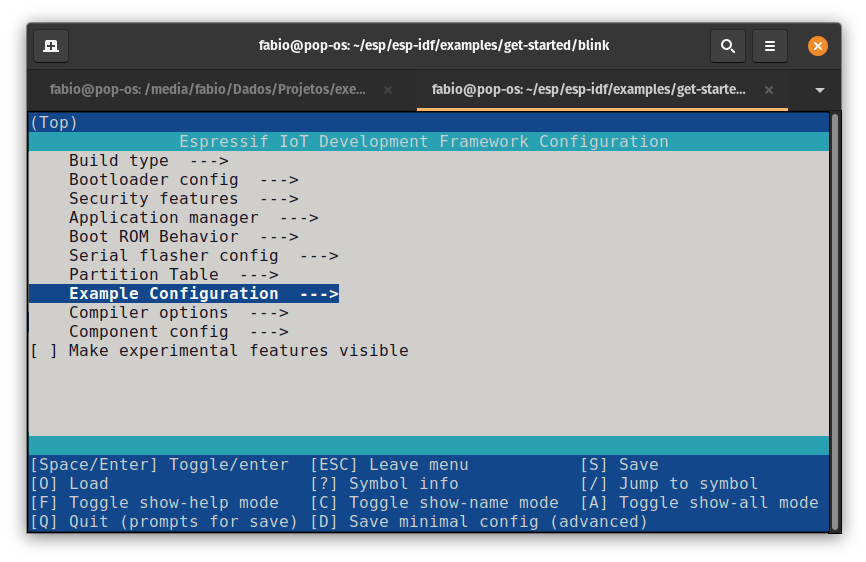 fabio@pop-os: ~/esp/esp-idf/examples/get-started/blink
fabio@pop-os: /media/fabio/Dados/Projetos/exe...
fabio@pop-os: ~/esp/esp-idf/examples/get-starte...
(Top)
Espressif IoT Development Framework Configuration
Build type  --->
Bootloader config  --->
Security features  --->
Application manager  --->
Boot ROM Behavior  --->
Serial flasher config  --->
Partition Table  --->
Example Configuration  --->
Compiler options  --->
Component config  --->
[ ] Make experimental features visible
[Space/Enter] Toggle/enter  [ESC] Leave menu  [S] Save
[O] Load  [?] Symbol info  [/] Jump to symbol
[F] Toggle show-help mode  [C] Toggle show-name mode  [A] Toggle show-all mode
[Q] Quit (prompts for save) [D] Save minimal config (advanced)